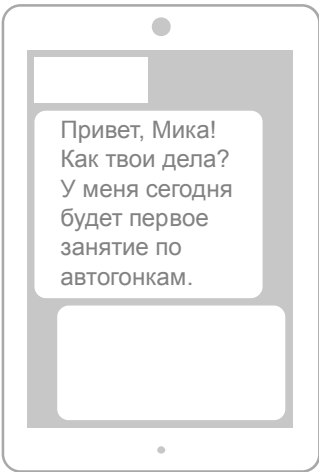 Привет, Мика!
Как твои дела?
У меня сегодня
будет первое
занятие по
автогонкам.